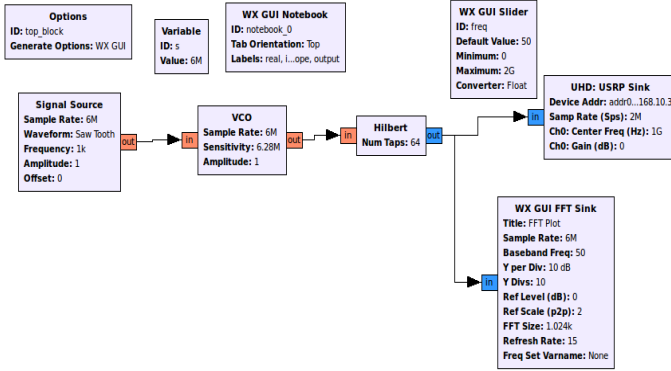 Options
ID: top_block
Generate Options: WX GUI
Variable
ID: s
Value: 6M
WX GUI Notebook
ID: notebook_0
Tab Orientation: Top
Labels: real, i...ope, output
WX GUI Slider
ID: freq
Default Value: 50
Minimum: 0
Maximum: 2G
Converter: Float
Signal Source
Sample Rate: 6M
Waveform: Saw Tooth
Frequency: 1k
Amplitude: 1
Offset: 0
out
in
VCO
Sample Rate: 6M
Sensitivity: 6.28M
Amplitude: 1
out
in
Hilbert
Num Taps: 64
out
in
UHD: USRP Sink
Device Addr: addr0...168.10.3
Samp Rate (Sps): 2M
Ch0: Center Freq (Hz): 1G
Ch0: Gain (dB): 0
in
WX GUI FFT Sink
Title: FFT Plot
Sample Rate: 6M
Baseband Freq: 50
Y per Div: 10 dB
Y Divs: 10
Ref Level (dB): 0
Ref Scale (p2p): 2
FFT Size: 1.024k
Refresh Rate: 15
Freq Set Varname: None